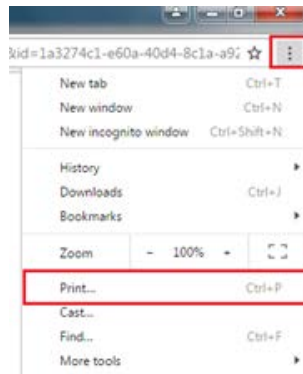 &id=1a3274c1-e60a-40d4-8c1a-a92
New tab Ctrl+T
New window Ctrl+N
New incognito window Ctrl+Shift+N
History
Downloads Ctrl+J
Bookmarks
Zoom - 100% +
Print... Ctrl+P
Cast...
Find... Ctrl+F
More tools